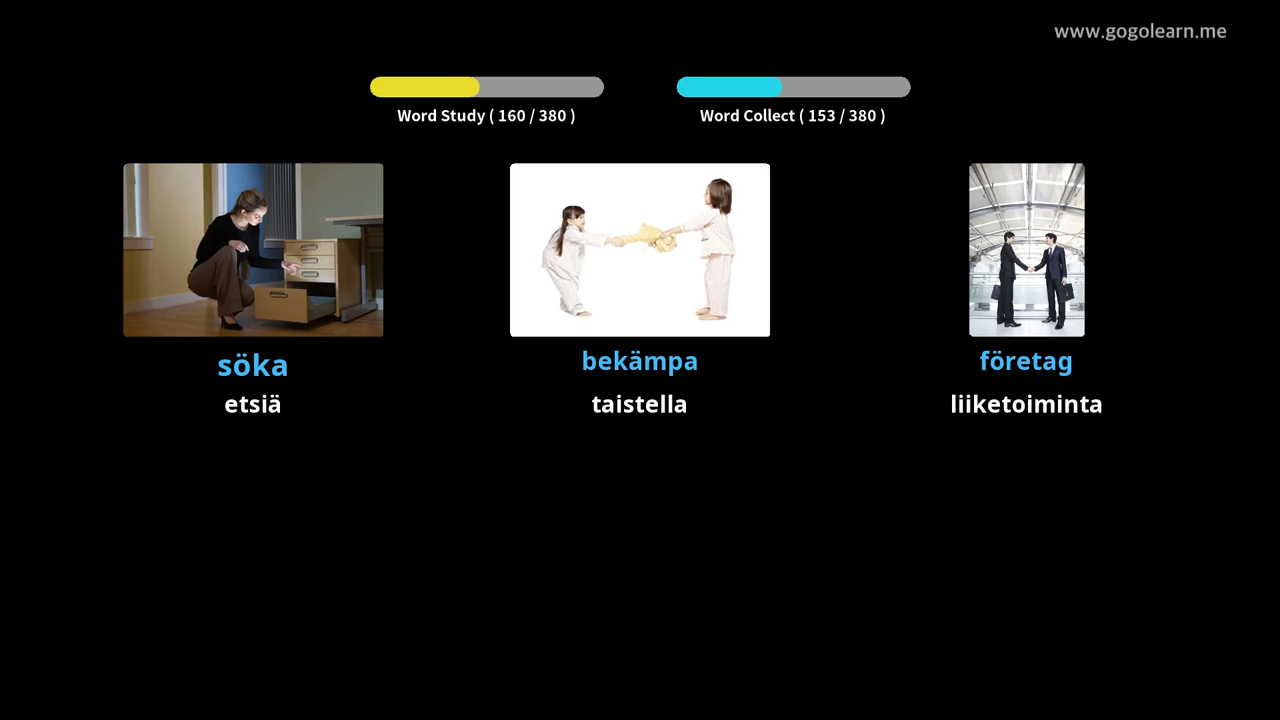 www.gogolearn.me
Word Study ( 160 / 380 )
Word Collect ( 153 / 380 )
söka
etsiä
bekämpa
taistella
företag
liiketoiminta